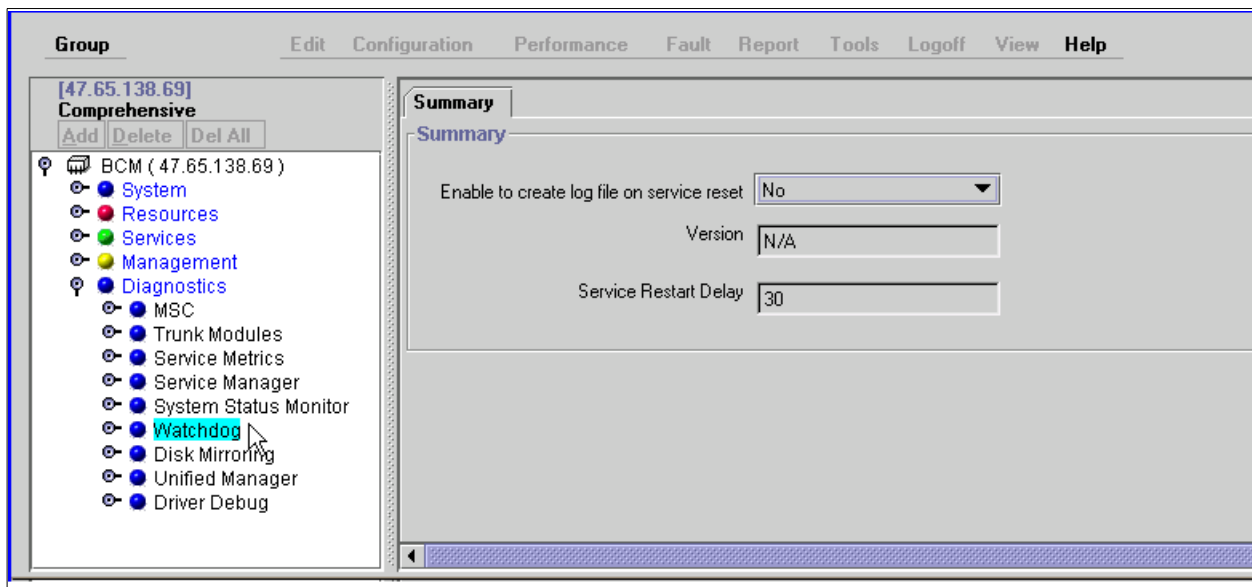 Group Edit Configuration Performance Fault Report Tools Logoff View Help
[47.65.138.69]
Comprehensive
Add Delete Del All
BCM ( 47.65.138.69 )
System
Resources
Services
Management
Diagnostics
MSC
Trunk Modules
Service Metrics
Service Manager
System Status Monitor
Watchdog
Disk Mirroring
Unified Manager
Driver Debug
Summary
Summary
Enable to create log file on service reset No
Version N/A
Service Restart Delay 30